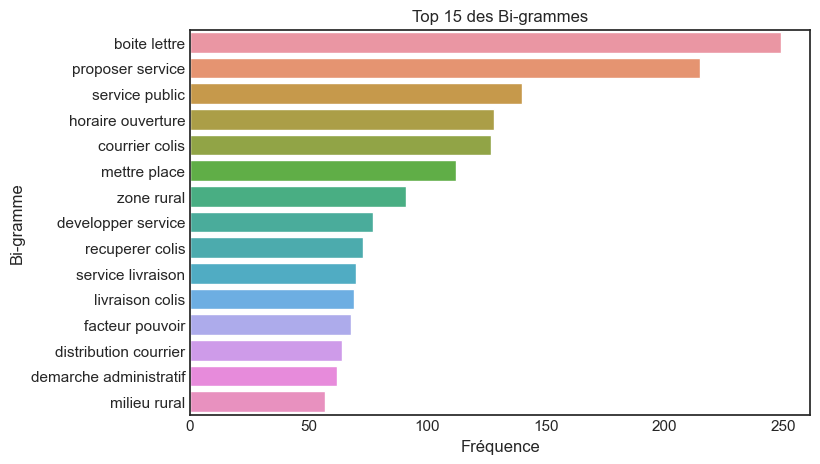 Top 15 des Bi-grammes
Bi-gramme
boite lettre
proposer service
service public
horaire ouverture
courrier colis
mettre place
zone rural
developper service
recuperer colis
service livraison
livraison colis
facteur pouvoir
distribution courrier
demarche administratif
milieu rural
0 50 100 150 200 250
Fréquence